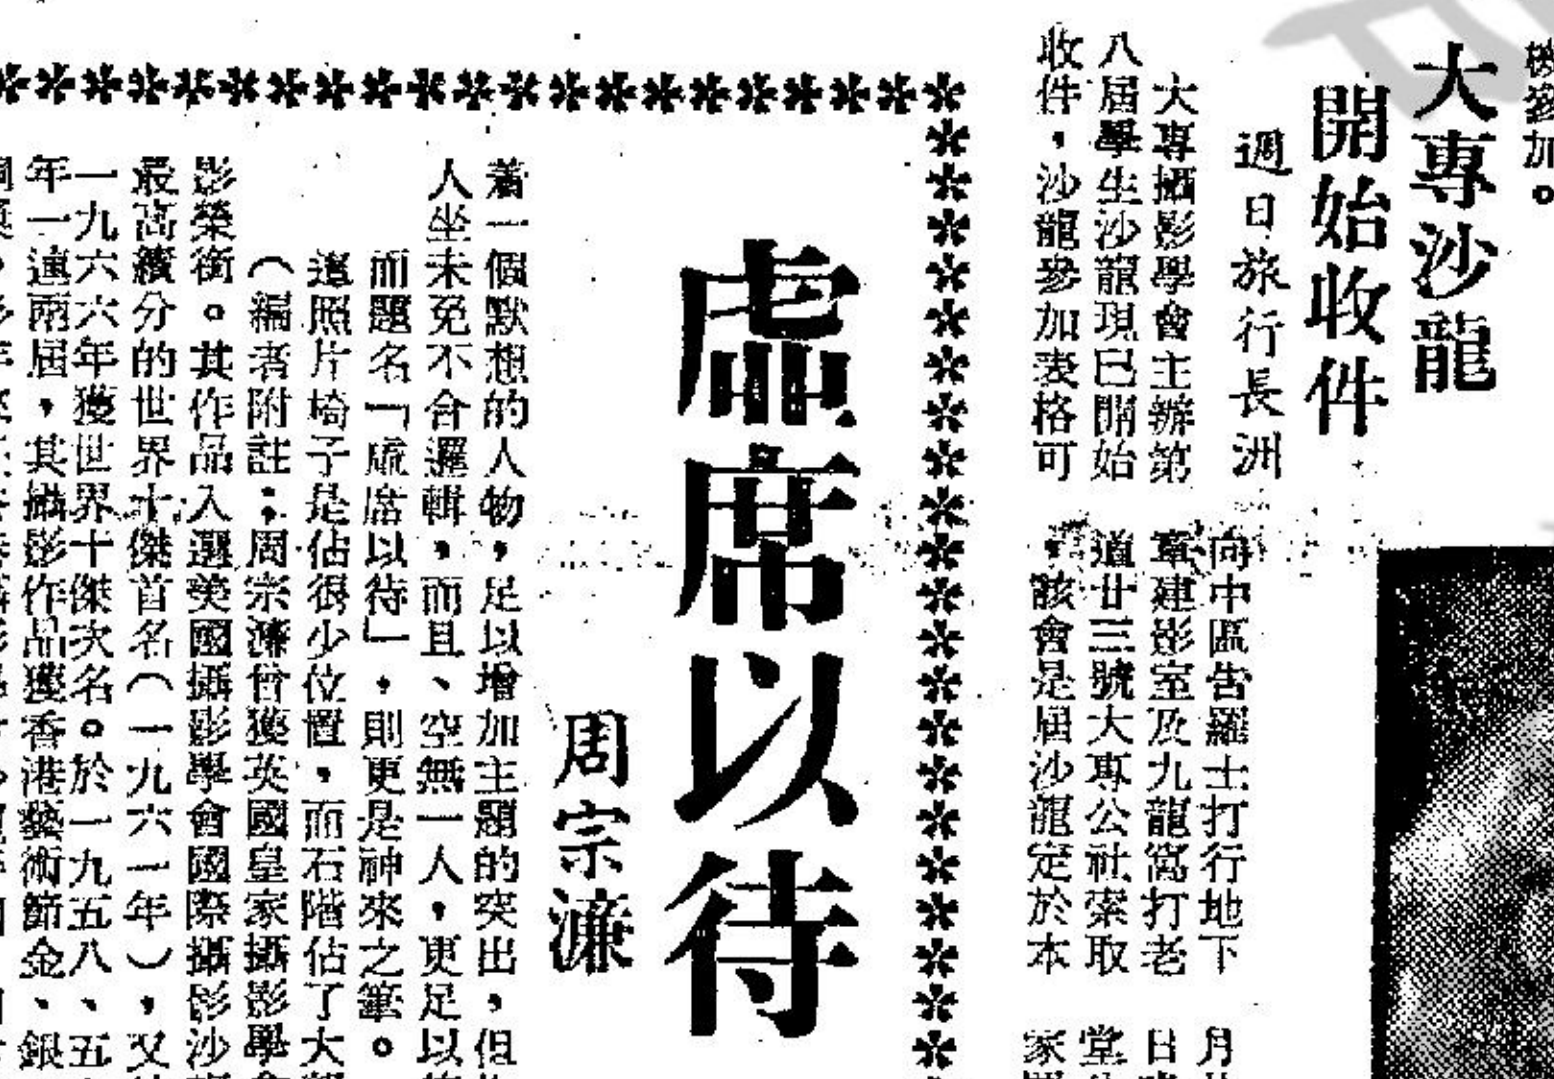 機參加。
大專沙龍
開始收件
週日旅行長洲
大專攝影學會主辦第
八屆學生沙龍現已開始
收件，沙龍參加表格可
向中區告羅士打行地下
章建影室及九龍窩打老
道廿三號大專公社索取
，該會是屆沙龍定於本
月
日
堂
家
虛席以待
周宗濂
着一個默想的人物，足以增加主題的突出，但
人坐未免不合邏輯，而且、空無一人，更足以
而題名「虛席以待」，則更是神來之筆。
這照片椅子是佔很少位置，而石階佔了大
（編者附註：周宗濂曾獲英國皇家攝影學
影榮銜。其作品入選美國攝影學會國際攝影沙
最高績分的世界十傑首名（一九六一年），又
一九六六年獲世界十傑次名。於一九五八、五
年一連兩屆，其攝影作品獲香港藝術節金、銀